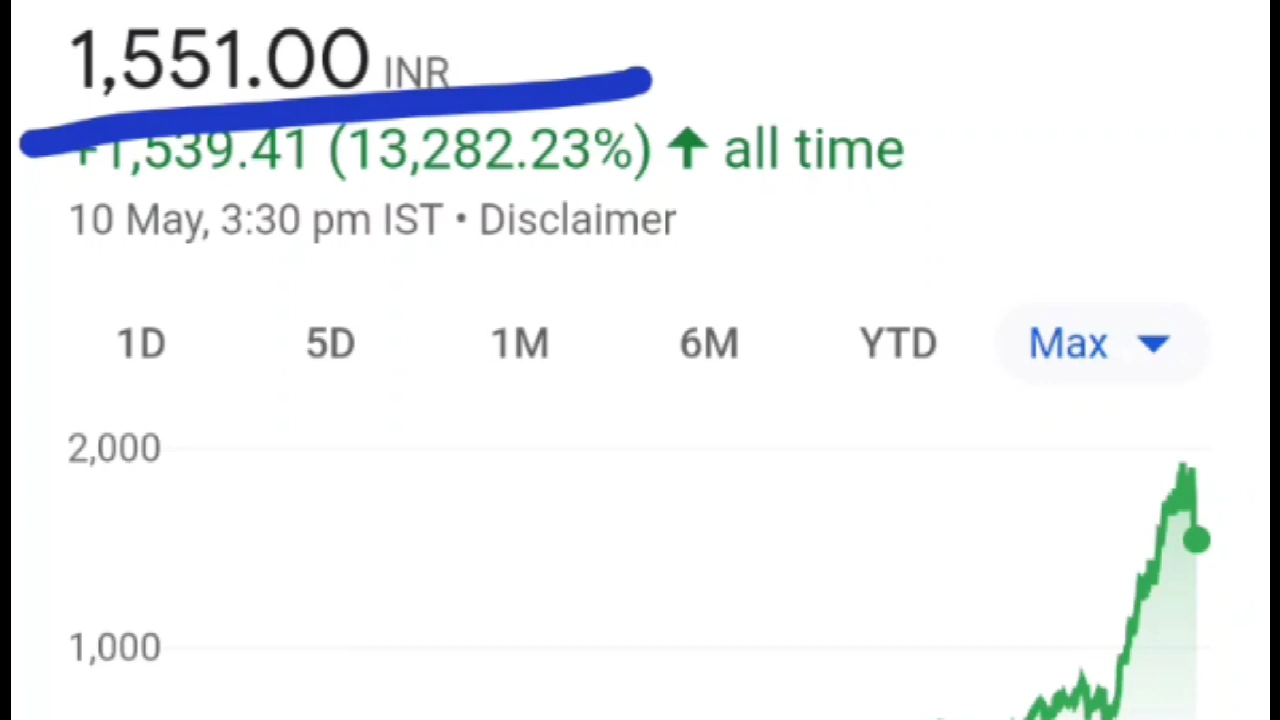 1,551.00 INR
+1,539.41 (13,282.23%) ↑ all time
10 May, 3:30 pm IST • Disclaimer
1D 5D 1M 6M YTD Max
2,000
1,000